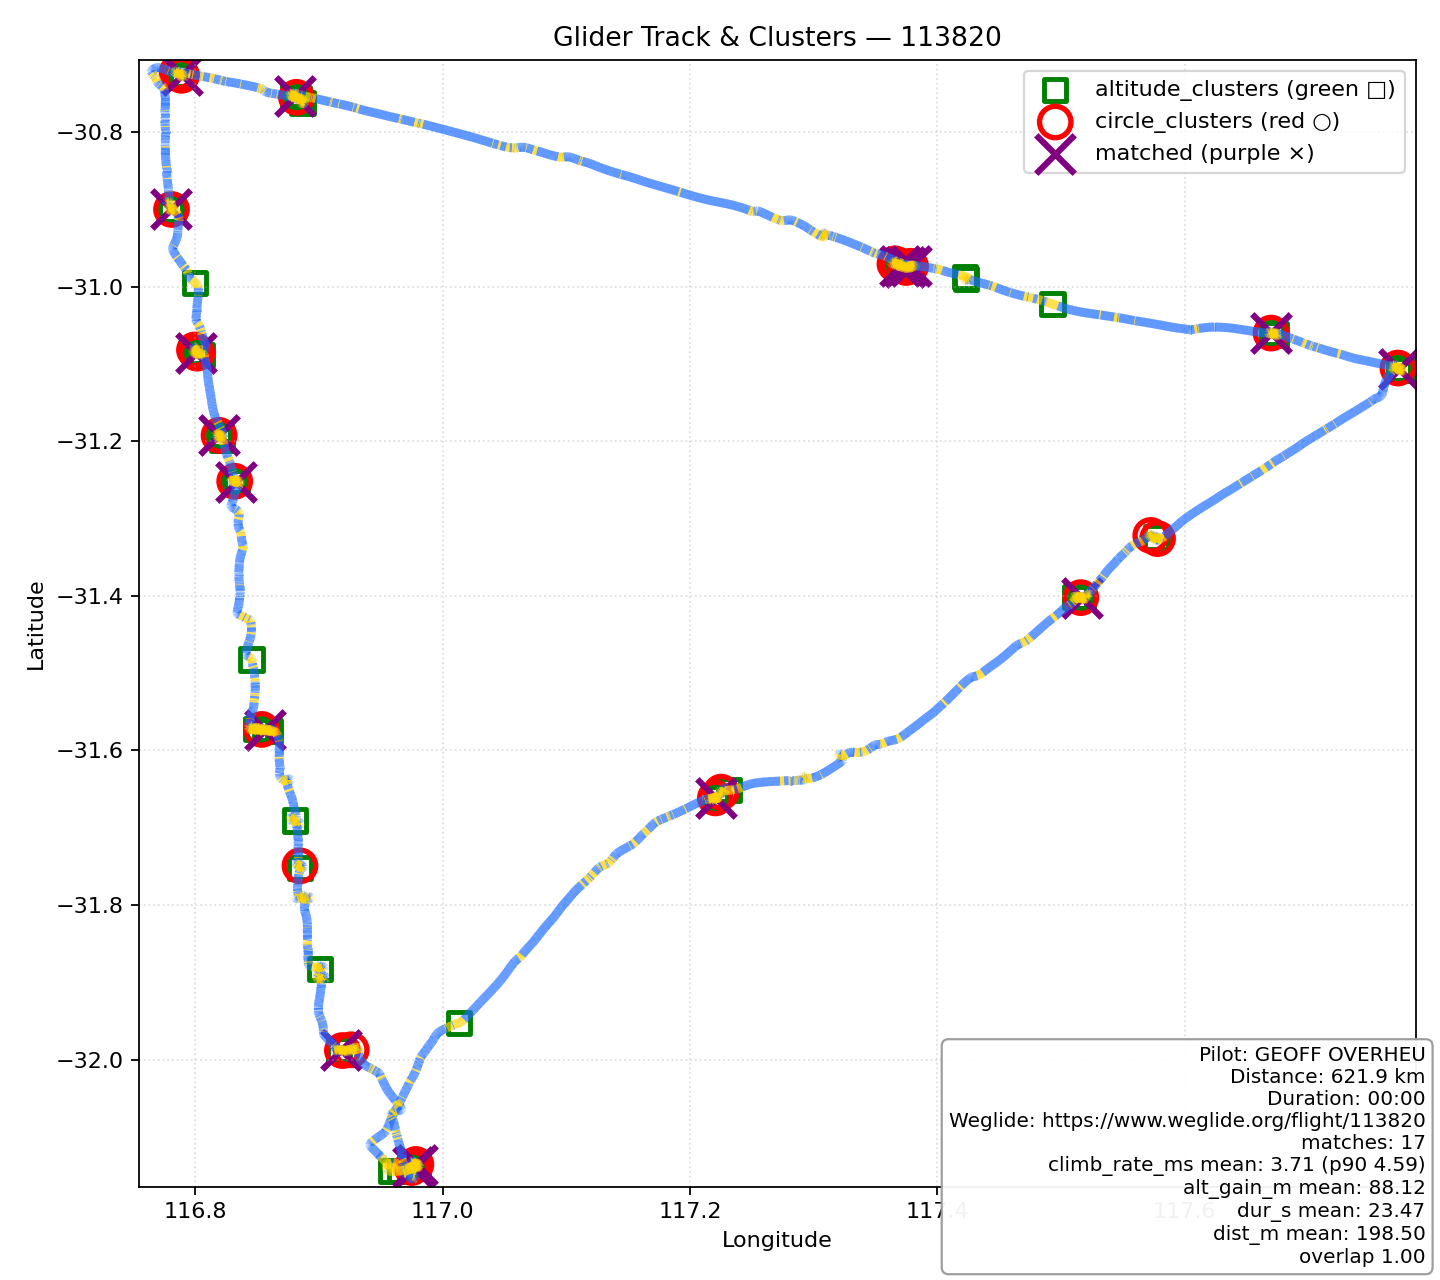 Glider Track & Clusters — 113820
altitude_clusters (green □)
circle_clusters (red ○)
matched (purple ×)
−30.8
−31.0
−31.2
−31.4
−31.6
−31.8
−32.0
Latitude
116.8
117.0
117.2
117.4
117.6
Longitude
Pilot: GEOFF OVERHEU
Distance: 621.9 km
Duration: 00:00
Weglide: https://www.weglide.org/flight/113820
matches: 17
climb_rate_ms mean: 3.71 (p90 4.59)
alt_gain_m mean: 88.12
dur_s mean: 23.47
dist_m mean: 198.50
overlap 1.00